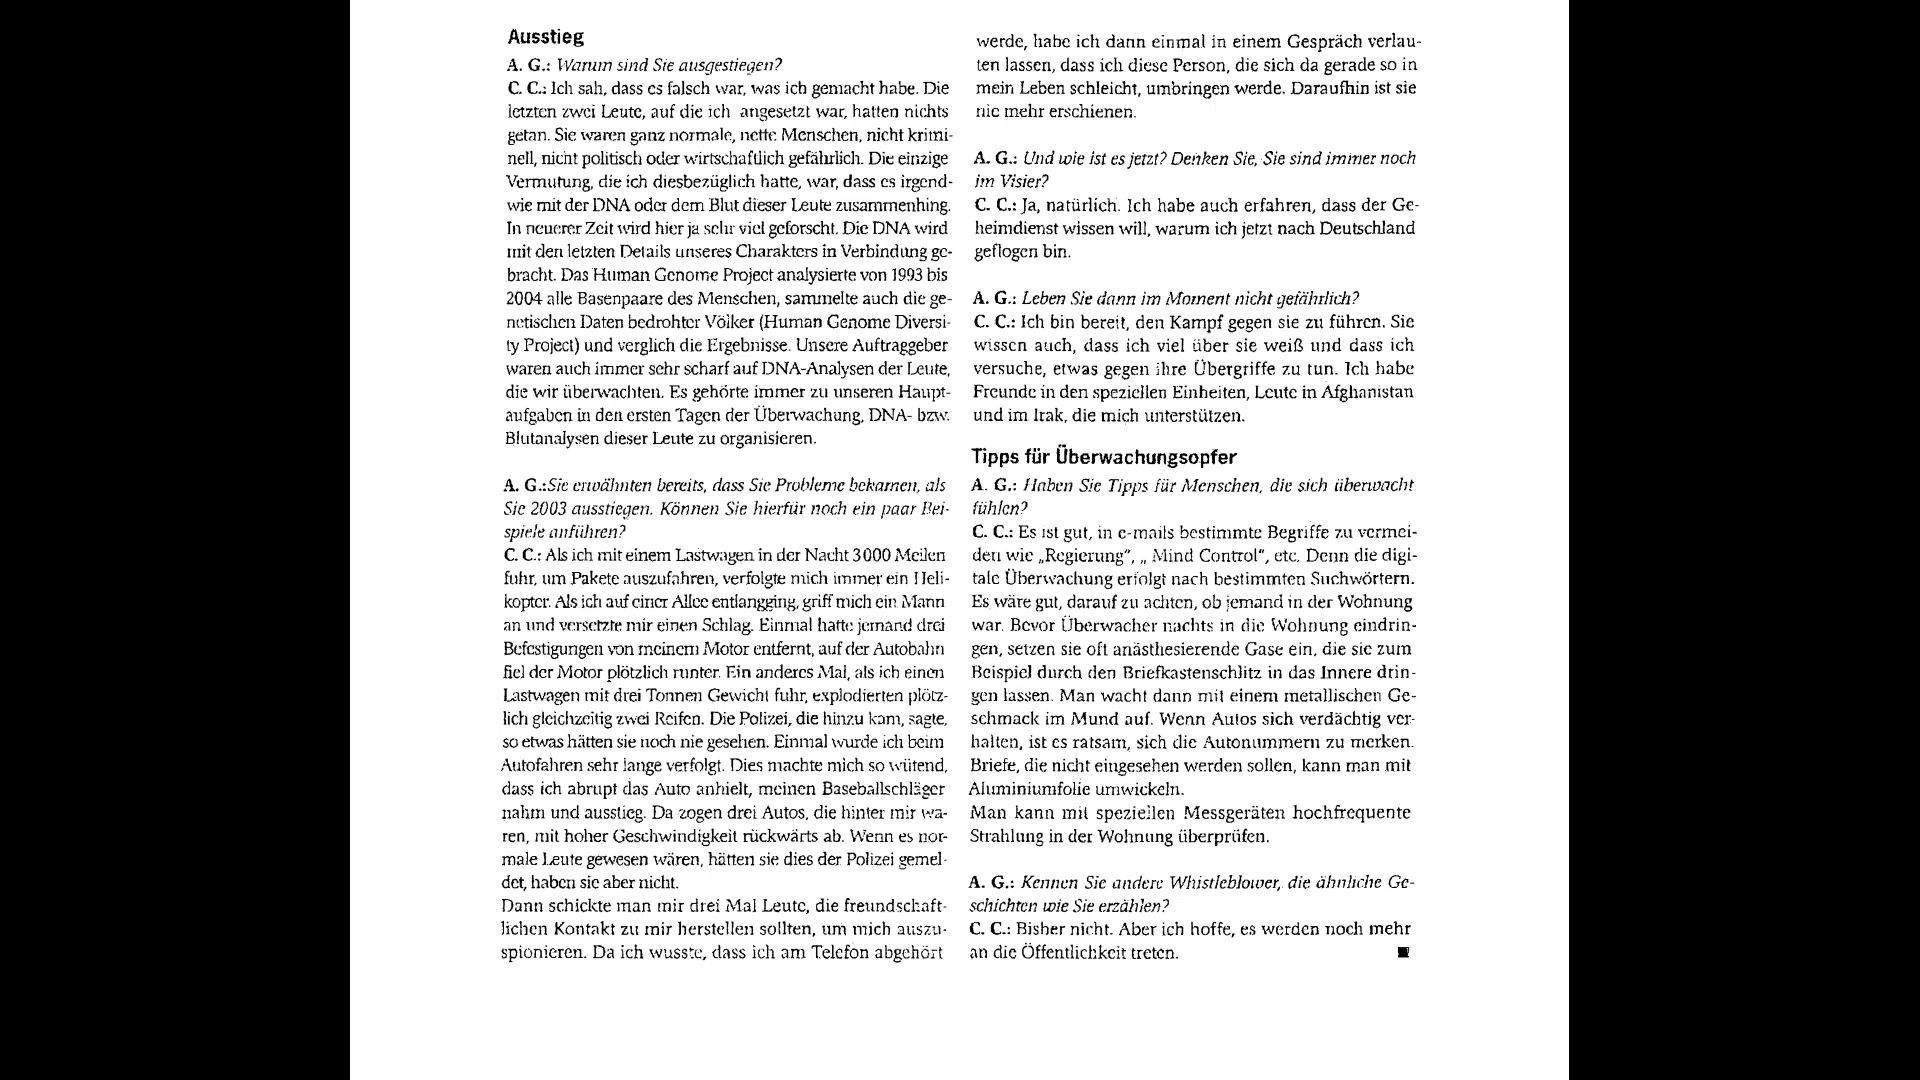 Ausstieg
A. G.: Warum sind Sie ausgestiegen?
C. C.: Ich sah, dass es falsch war, was ich gemacht habe. Die
letzten zwei Leute, auf die ich angesetzt war, hatten nichts
getan. Sie waren ganz normale, nette Menschen, nicht krimi-
nell, nicht politisch oder wirtschaftlich gefährlich. Die einzige
Vermutung, die ich diesbezüglich hatte, war, dass es irgend-
wie mit der DNA oder dem Blut dieser Leute zusammenhing.
In neuerer Zeit wird hier ja sehr viel geforscht. Die DNA wird
mit den letzten Details unseres Charakters in Verbindung ge-
bracht. Das Human Genome Project analysierte von 1993 bis
2004 alle Basenpaare des Menschen, sammelte auch die ge-
netischen Daten bedrohter Völker (Human Genome Diversi-
ty Project) und verglich die Ergebnisse. Unsere Auftraggeber
waren auch immer sehr scharf auf DNA-Analysen der Leute,
die wir überwachten. Es gehörte immer zu unseren Haupt-
aufgaben in den ersten Tagen der Überwachung, DNA- bzw.
Blutanalysen dieser Leute zu organisieren.
A. G.:Sie erwähnten bereits, dass Sie Probleme bekamen, als
Sie 2003 ausstiegen. Können Sie hierfür noch ein paar Bei-
spiele anführen?
C. C.: Als ich mit einem Lastwagen in der Nacht 3000 Meilen
fuhr, um Pakete auszufahren, verfolgte mich immer ein Heli-
kopter. Als ich auf einer Allee entlangging, griff mich ein Mann
an und versetzte mir einen Schlag. Einmal hatte jemand drei
Befestigungen von meinem Motor entfernt, auf der Autobahn
fiel der Motor plötzlich runter. Ein anderes Mal, als ich einen
Lastwagen mit drei Tonnen Gewicht fuhr, explodierten plötz-
lich gleichzeitig zwei Reifen. Die Polizei, die hinzu kam, sagte,
so etwas hätten sie noch nie gesehen. Einmal wurde ich beim
Autofahren sehr lange verfolgt. Dies machte mich so wütend,
dass ich abrupt das Auto anhielt, meinen Baseballschläger
nahm und ausstieg. Da zogen drei Autos, die hinter mir wa-
ren, mit hoher Geschwindigkeit rückwärts ab. Wenn es nor-
male Leute gewesen wären, hätten sie dies der Polizei gemel-
det, haben sie aber nicht.
Dann schickte man mir drei Mal Leute, die freundschaft-
lichen Kontakt zu mir herstellen sollten, um mich auszu-
spionieren. Da ich wusste, dass ich am Telefon abgehört
werde, habe ich dann einmal in einem Gespräch verlau-
ten lassen, dass ich diese Person, die sich da gerade so in
mein Leben schleicht, umbringen werde. Daraufhin ist sie
nie mehr erschienen.
A. G.: Und wie ist es jetzt? Denken Sie, Sie sind immer noch
im Visier?
C. C.: Ja, natürlich. Ich habe auch erfahren, dass der Ge-
heimdienst wissen will, warum ich jetzt nach Deutschland
geflogen bin.
A. G.: Leben Sie dann im Moment nicht gefährlich?
C. C.: Ich bin bereit, den Kampf gegen sie zu führen. Sie
wissen auch, dass ich viel über sie weiß und dass ich
versuche, etwas gegen ihre Übergriffe zu tun. Ich habe
Freunde in den speziellen Einheiten, Leute in Afghanistan
und im Irak, die mich unterstützen.
Tipps für Überwachungsopfer
A. G.: Haben Sie Tipps für Menschen, die sich überwacht
fühlen?
C. C.: Es ist gut, in e-mails bestimmte Begriffe zu vermei-
den wie „Regierung“, „ Mind Control“, etc. Denn die digi-
tale Überwachung erfolgt nach bestimmten Suchwörtern.
Es wäre gut, darauf zu achten, ob jemand in der Wohnung
war. Bevor Überwacher nachts in die Wohnung eindrin-
gen, setzen sie oft anästhesierende Gase ein, die sie zum
Beispiel durch den Briefkastenschlitz in das Innere drin-
gen lassen. Man wacht dann mit einem metallischen Ge-
schmack im Mund auf. Wenn Autos sich verdächtig ver-
halten, ist es ratsam, sich die Autonummern zu merken.
Briefe, die nicht eingesehen werden sollen, kann man mit
Aluminiumfolie umwickeln.
Man kann mit speziellen Messgeräten hochfrequente
Strahlung in der Wohnung überprüfen.
A. G.: Kennen Sie andere Whistleblower, die ähnliche Ge-
schichten wie Sie erzählen?
C. C.: Bisher nicht. Aber ich hoffe, es werden noch mehr
an die Öffentlichkeit treten.